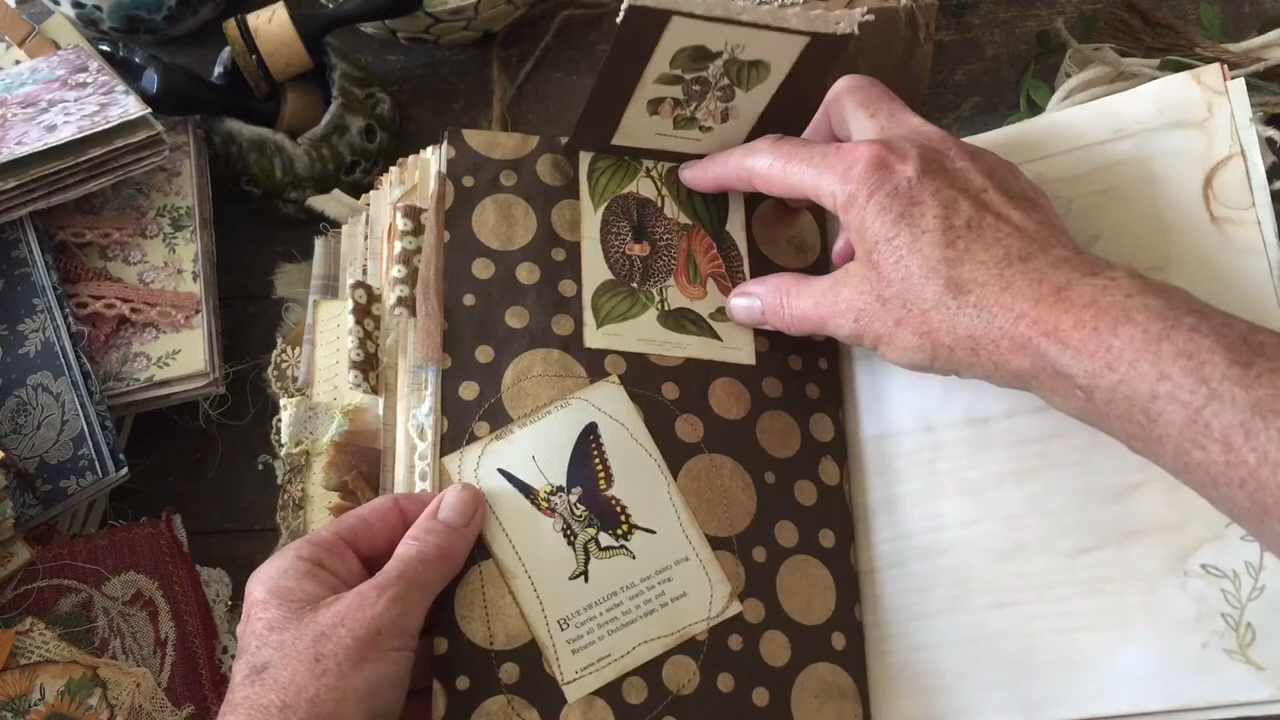 BLUE SWALLOW-TAIL
BLUE SWALLOW-TAIL, dear, dainty thing,
Carries a sachet 'neath his wing;
Visits all flowers, but in the end
Returns to Dutchman's-pipe, his friend.